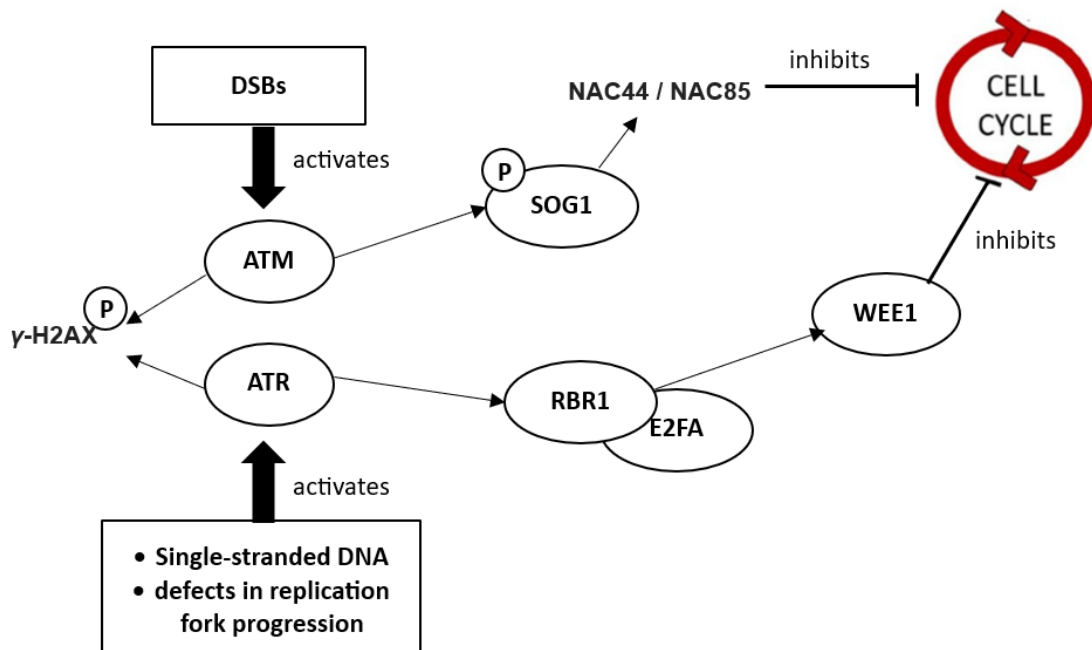 DSBs
activates
inhibits
NAC44 / NAC85
CELL
CYCLE
P
SOG1
ATM
inhibits
P
γ-H2AX
WEE1
ATR
RBR1
E2FA
activates
• Single-stranded DNA
• defects in replication
fork progression